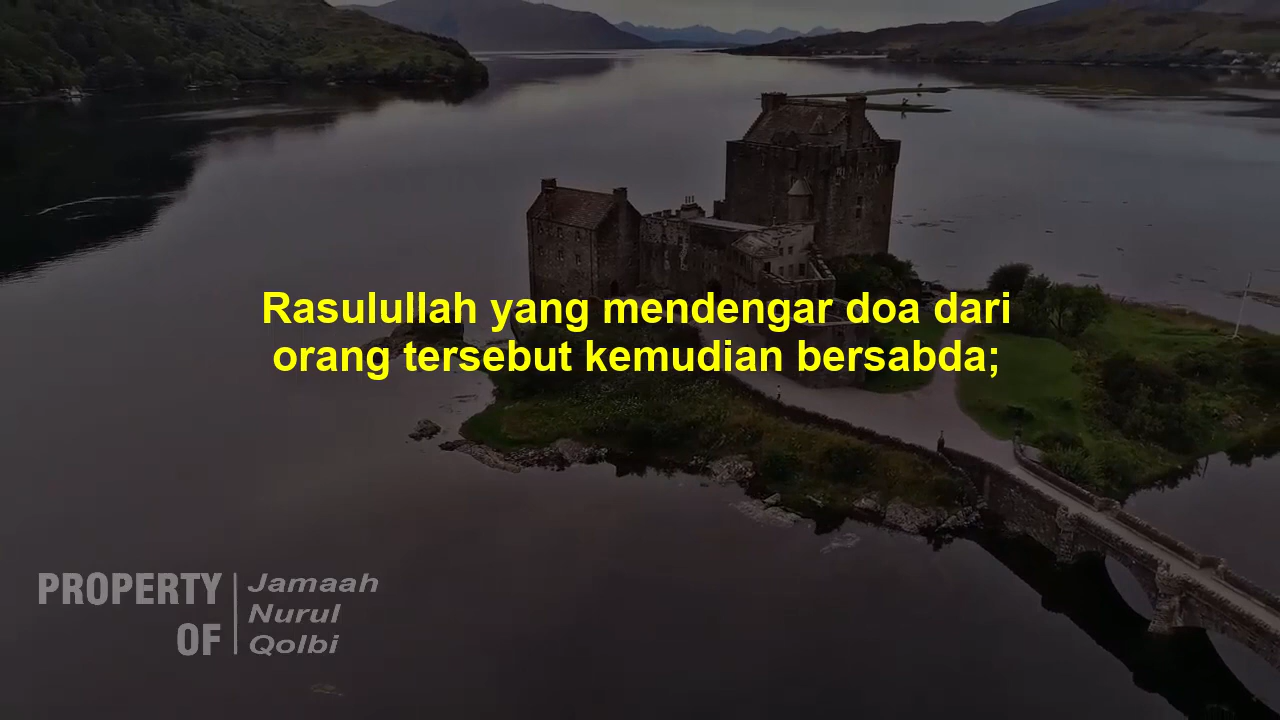 Rasulullah yang mendengar doa dari
orang tersebut kemudian bersabda;
PROPERTY OF
Jamaah
Nurul
Qolbi